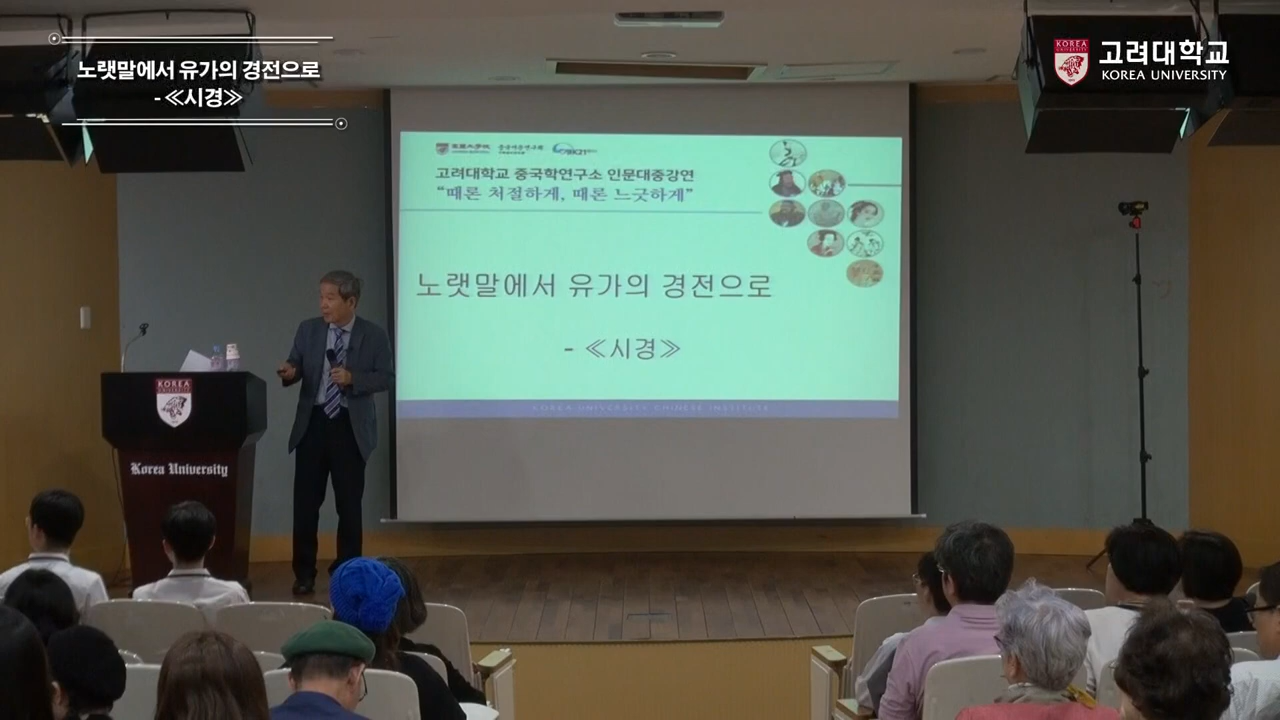 노랫말에서 유가의 경전으로
- ≪시경≫
KOREA
고려대학교
KOREA UNIVERSITY
BK21
고려대학교 중국학연구소 인문대중강연
“때론 처절하게, 때론 느긋하게”
노랫말에서 유가의 경전으로
- ≪시경≫
KOREA UNIVERSITY CHINESE INSTITUTE
KOREA
UNIVERSITY
Korea University